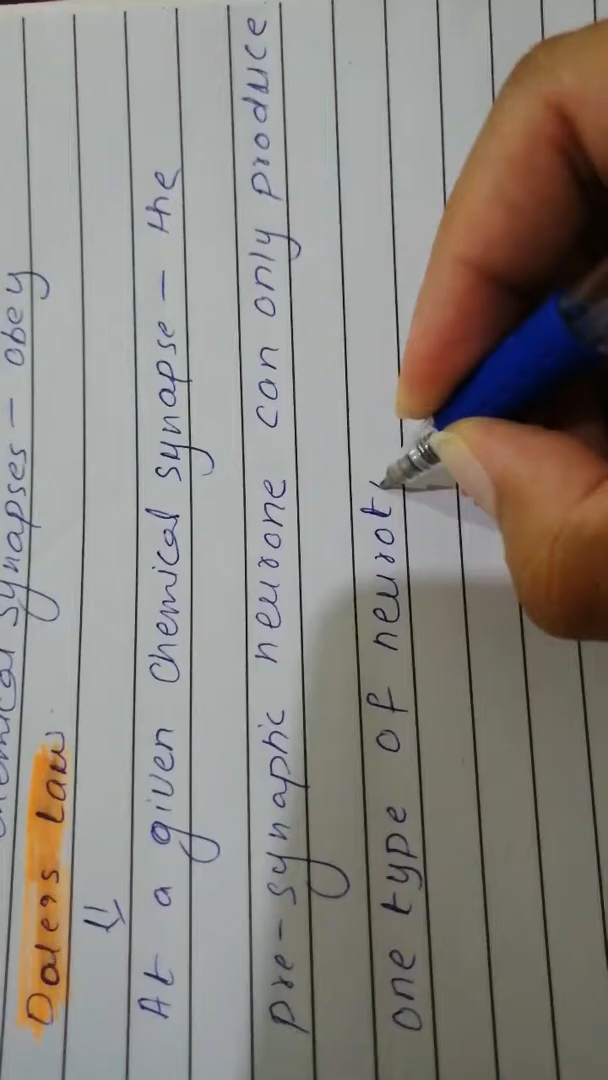 chemical synapses - obey
Dale's Law.
At a given chemical synapse - the
pre-synaptic neurone can only produce
one type of neurot